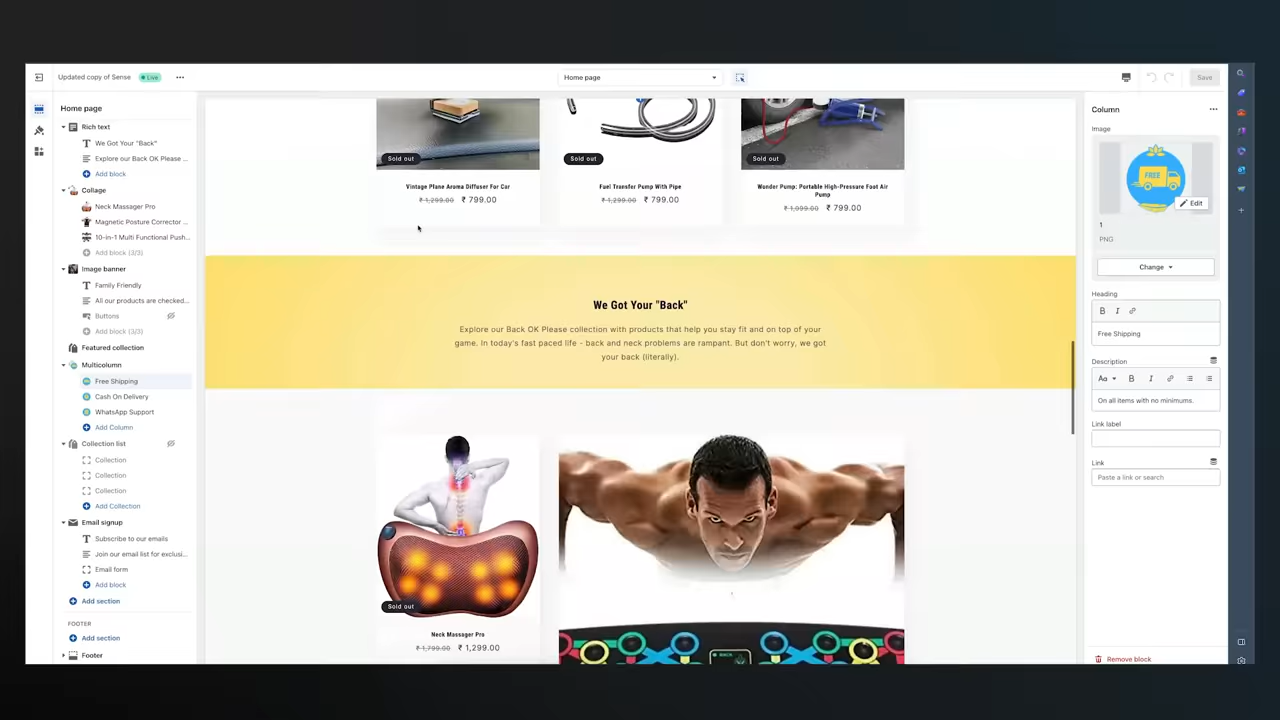 Updated copy of Sense
Live
Home page
Save
Home page
Rich text
We Got Your "Back"
Explore our Back OK Please ...
Add block
Collage
Neck Massager Pro
Magnetic Posture Corrector ...
10-in-1 Multi Functional Push...
Add block (3/3)
Image banner
Family Friendly
All our products are checked...
Buttons
Add block (3/3)
Featured collection
Multicolumn
Free Shipping
Cash On Delivery
WhatsApp Support
Add Column
Collection list
Collection
Collection
Collection
Add Collection
Email signup
Subscribe to our emails
Join our email list for exclusi...
Email form
Add block
Add section
FOOTER
Add section
Footer
Sold out
Sold out
Sold out
Vintage Plane Aroma Diffuser For Car
₹ 1,299.00 ₹ 799.00
Fuel Transfer Pump With Pipe
₹ 1,299.00 ₹ 799.00
Wonder Pump: Portable High-Pressure Foot Air
Pump
₹ 1,099.00 ₹ 799.00
We Got Your "Back"
Explore our Back OK Please collection with products that help you stay fit and on top of your
game. In today's fast paced life - back and neck problems are rampant. But don't worry, we got
your back (literally).
Sold out
Neck Massager Pro
₹ 1,799.00 ₹ 1,299.00
BACK
Column
Image
FREE
Edit
1
PNG
Change
Heading
B I
Free Shipping
Description
Aa B I
On all items with no minimums.
Link label
Link
Paste a link or search
Remove block